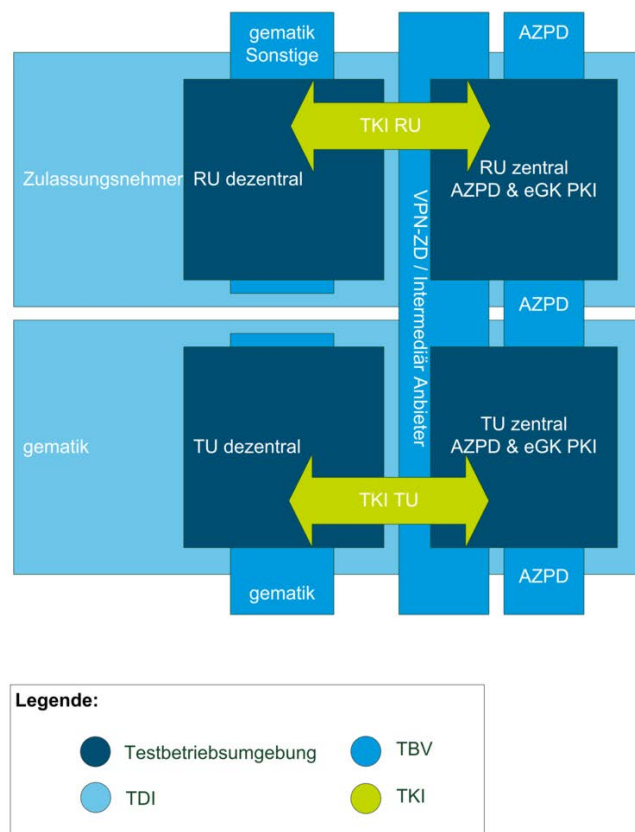 gematik
Sonstige
AZPD
TKI RU
Zulassungsnehmer
RU dezentral
RU zentral
AZPD & eGK PKI
VPN-ZD / Intermediär Anbieter
AZPD
gematik
TU dezentral
TU zentral
AZPD & eGK PKI
TKI TU
gematik
AZPD
Legende:
Testbetriebsumgebung
TBV
TDI
TKI